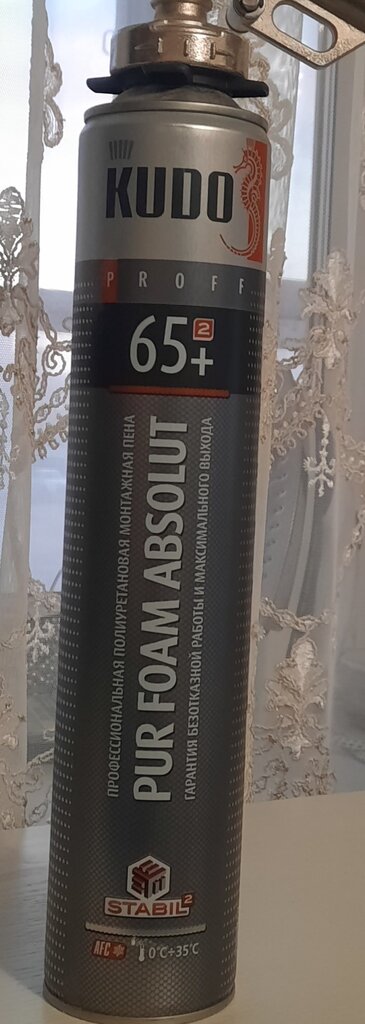 KUDO
PROFF
65+²
ПРОФЕССИОНАЛЬНАЯ ПОЛИУРЕТАНОВАЯ МОНТАЖНАЯ ПЕНА
PUR FOAM ABSOLUT
ГАРАНТИЯ БЕЗОТКАЗНОЙ РАБОТЫ И МАКСИМАЛЬНОГО ВЫХОДА
STABIL²
AFC 0°C÷35°C